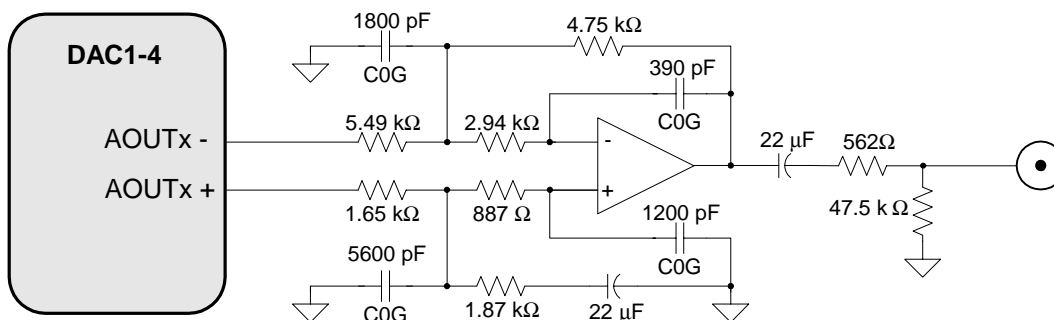 DAC1-4
AOUTx -
AOUTx +
1800 pF
C0G
4.75 kΩ
390 pF
C0G
5.49 kΩ
2.94 kΩ
-
+
22 µF
562Ω
47.5 k Ω
1.65 kΩ
887 Ω
1200 pF
C0G
5600 pF
C0G
1.87 kΩ
22 µF